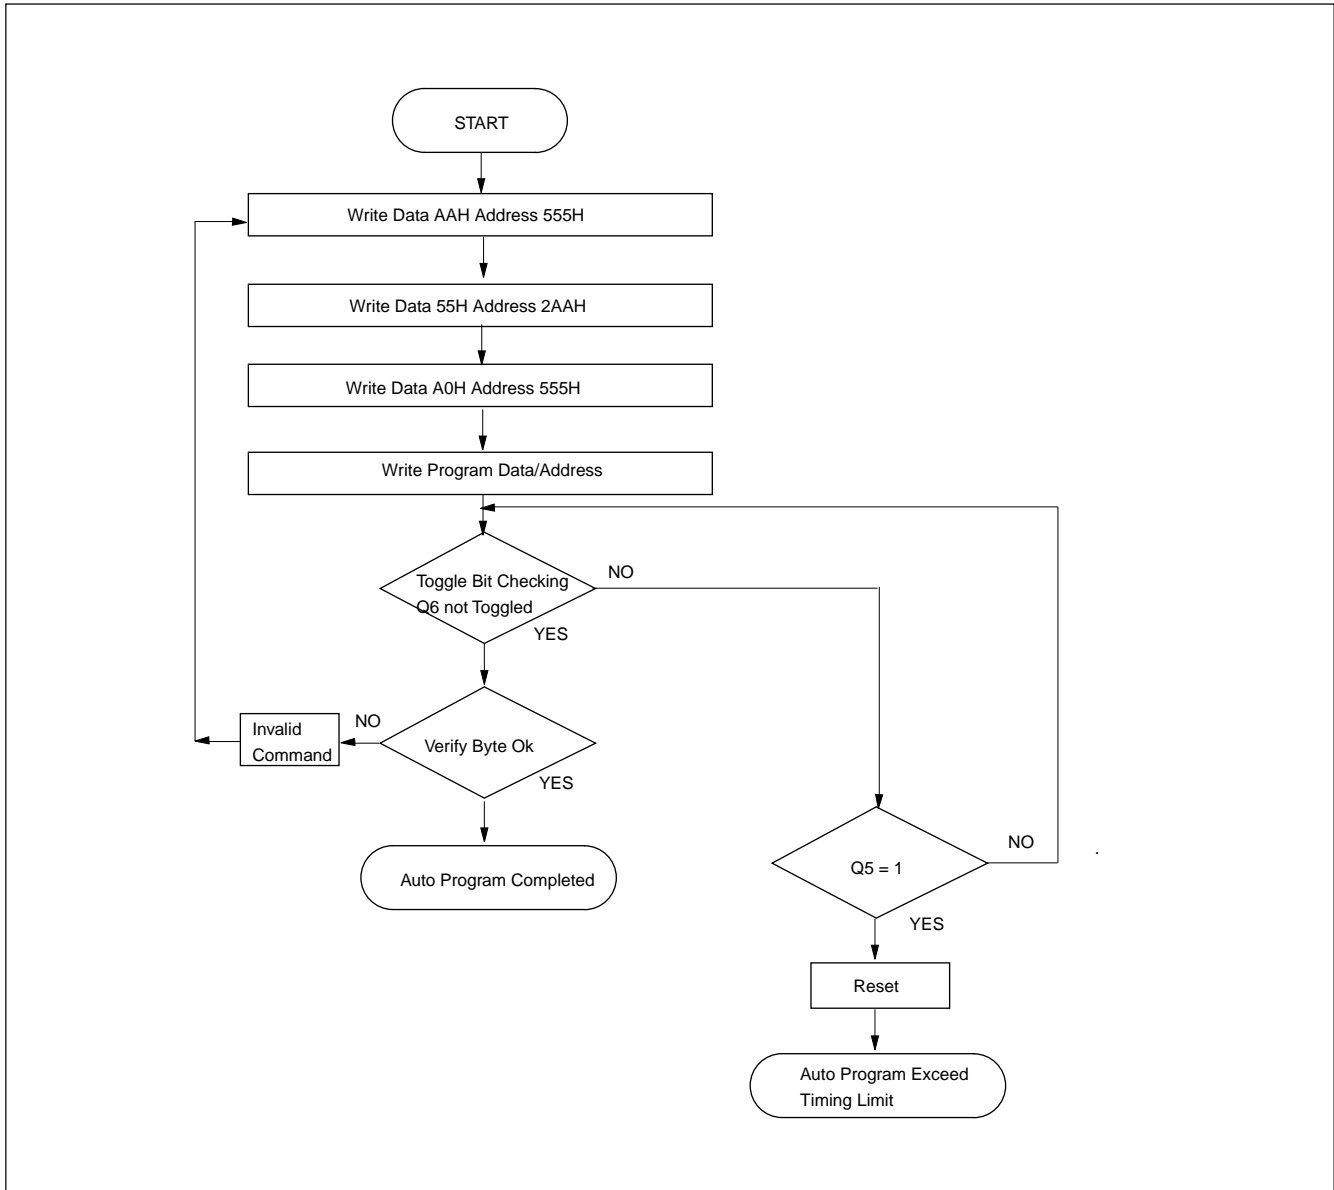 START
Write Data AAH Address 555H
Write Data 55H Address 2AAH
Write Data A0H Address 555H
Write Program Data/Address
Toggle Bit Checking
Q6 not Toggled
NO
YES
Invalid
Command
NO
Verify Byte Ok
YES
Auto Program Completed
Q5 = 1
NO
.
YES
Reset
Auto Program Exceed
Timing Limit